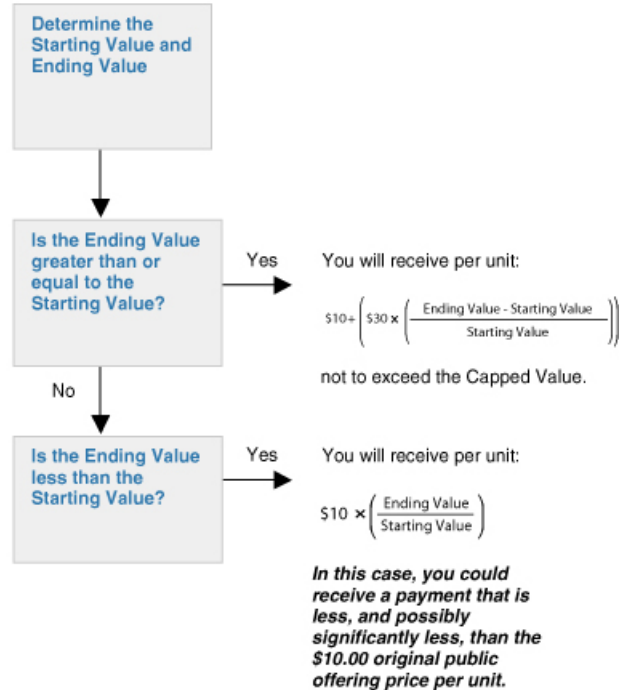 Determine the
Starting Value and
Ending Value
Is the Ending Value
greater than or
equal to the
Starting Value?
Yes
You will receive per unit:
$10+ ( $30 × ( Ending Value - Starting Value
Starting Value ))
not to exceed the Capped Value.
No
Is the Ending Value
less than the
Starting Value?
Yes
You will receive per unit:
$10 × ( Ending Value
Starting Value )
In this case, you could
receive a payment that is
less, and possibly
significantly less, than the
$10.00 original public
offering price per unit.